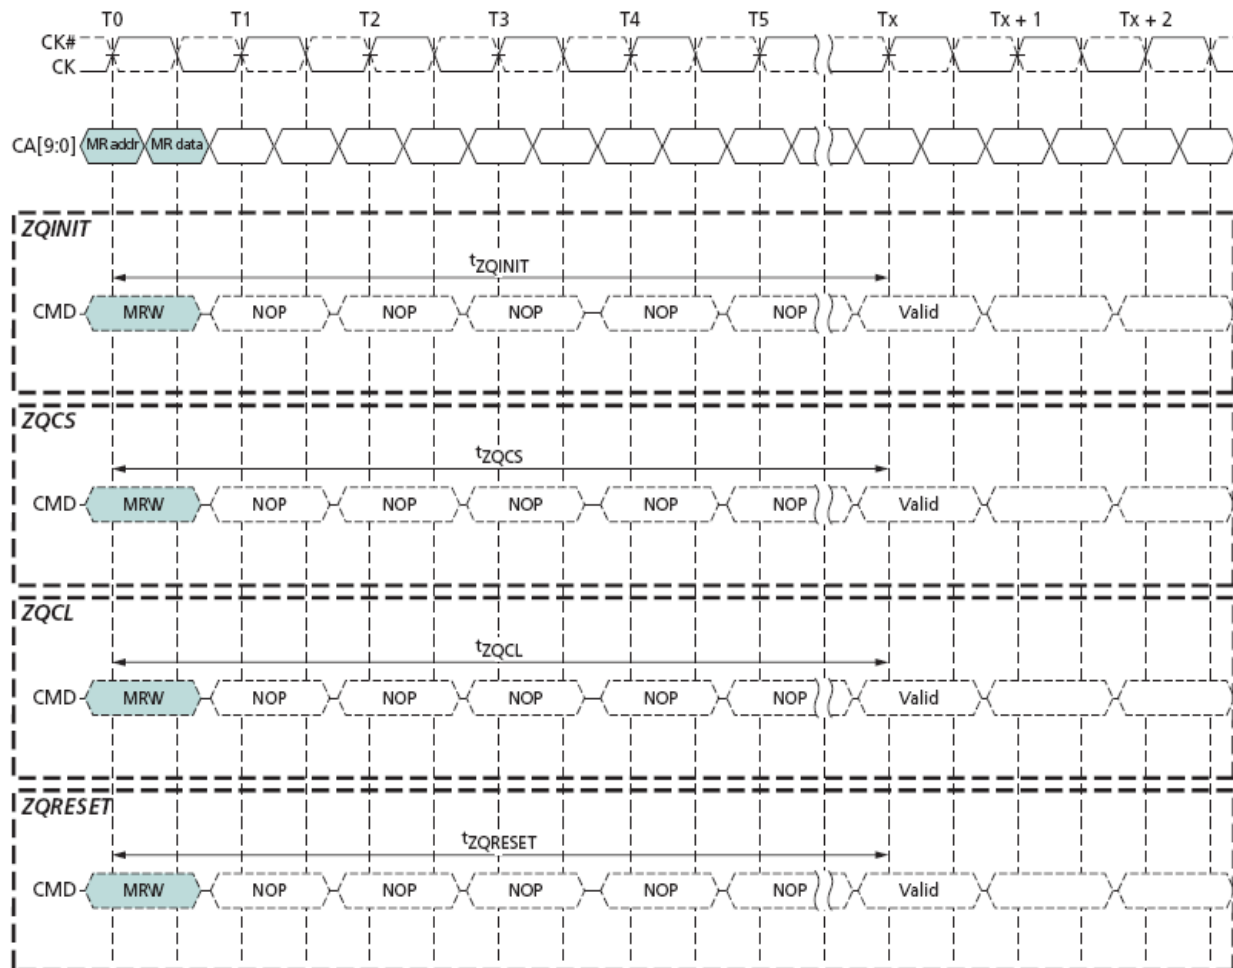 T0 T1 T2 T3 T4 T5 Tx Tx + 1 Tx + 2
CK#
CK
CA[9:0] MR addr MR data
ZQINIT
tZQINIT
CMD MRW NOP NOP NOP NOP NOP Valid
ZQCS
tZQCS
CMD MRW NOP NOP NOP NOP NOP Valid
ZQCL
tZQCL
CMD MRW NOP NOP NOP NOP NOP Valid
ZQRESET
tZQRESET
CMD MRW NOP NOP NOP NOP NOP Valid